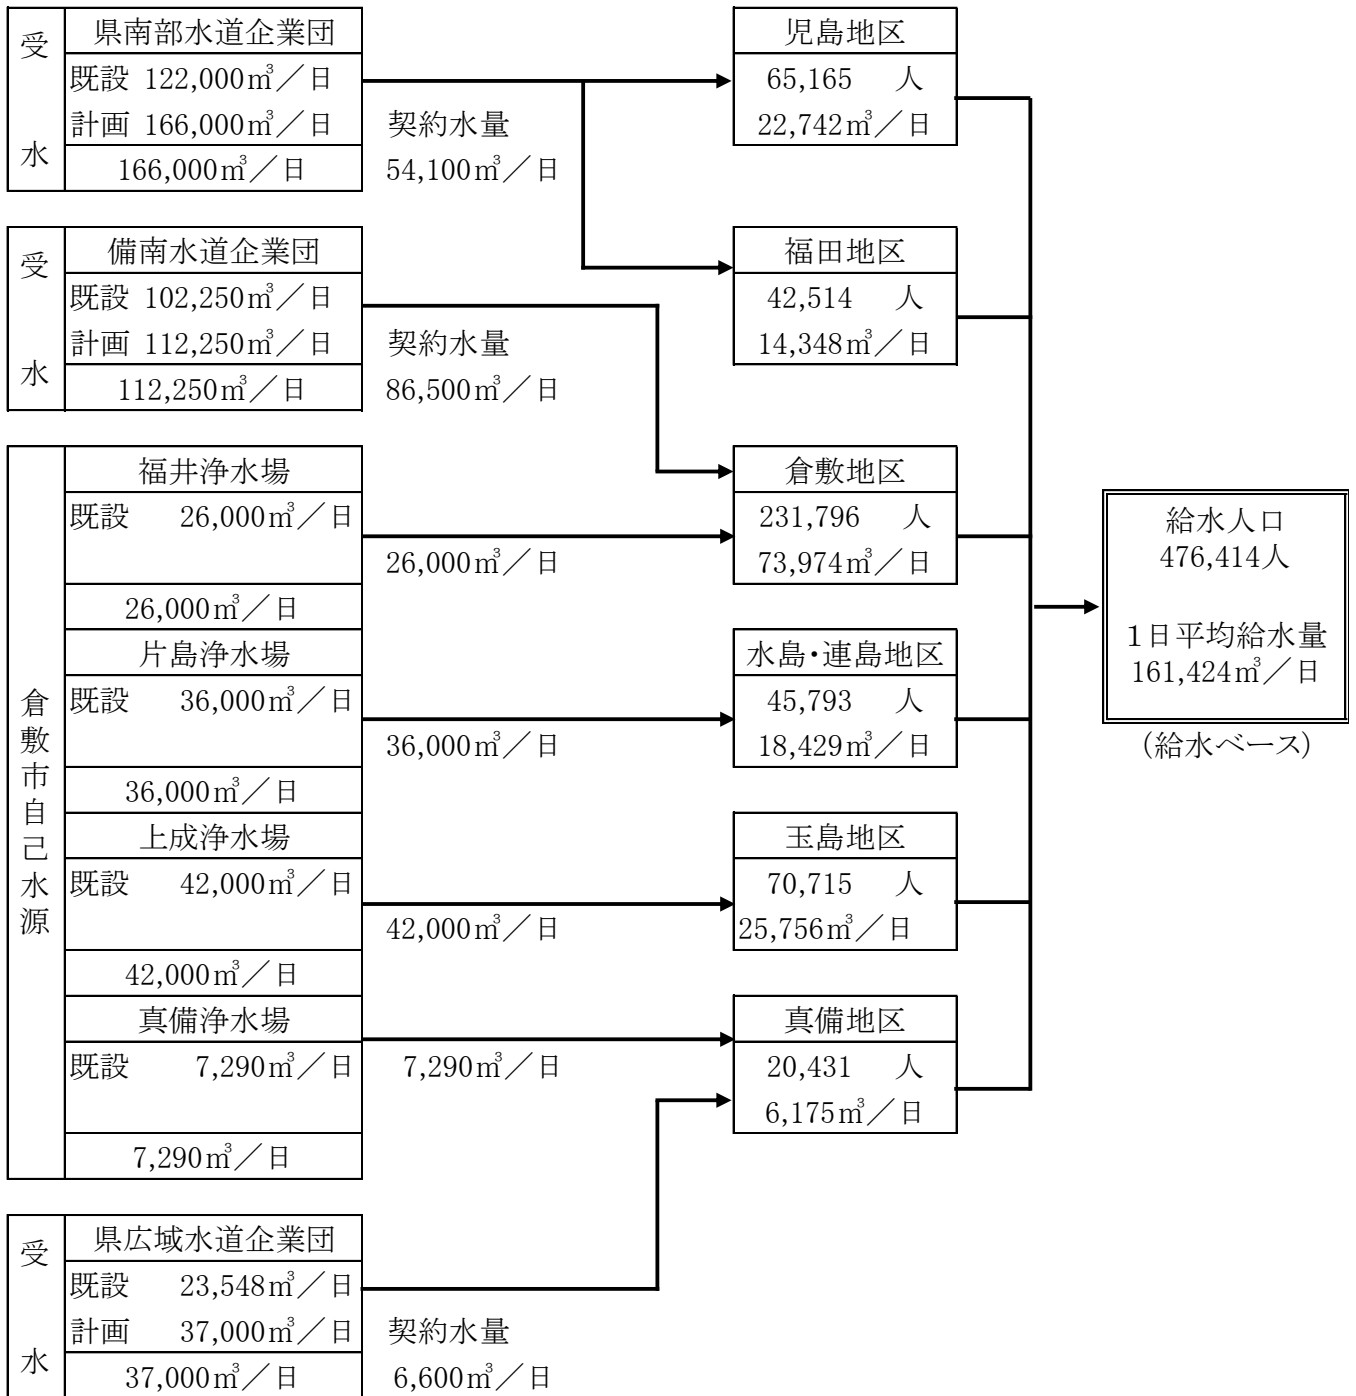 受水
県南部水道企業団
既設 122,000㎥／日
計画 166,000㎥／日
166,000㎥／日
契約水量
54,100㎥／日
受水
備南水道企業団
既設 102,250㎥／日
計画 112,250㎥／日
112,250㎥／日
契約水量
86,500㎥／日
倉敷市自己水源
福井浄水場
既設 26,000㎥／日
26,000㎥／日
26,000㎥／日
片島浄水場
既設 36,000㎥／日
36,000㎥／日
36,000㎥／日
上成浄水場
既設 42,000㎥／日
42,000㎥／日
42,000㎥／日
真備浄水場
既設 7,290㎥／日
7,290㎥／日
7,290㎥／日
受水
県広域水道企業団
既設 23,548㎥／日
計画 37,000㎥／日
37,000㎥／日
契約水量
6,600㎥／日
児島地区
65,165 人
22,742㎥／日
福田地区
42,514 人
14,348㎥／日
倉敷地区
231,796 人
73,974㎥／日
水島・連島地区
45,793 人
18,429㎥／日
玉島地区
70,715 人
25,756㎥／日
真備地区
20,431 人
6,175㎥／日
給水人口
476,414人
１日平均給水量
161,424㎥／日
（給水ベース）